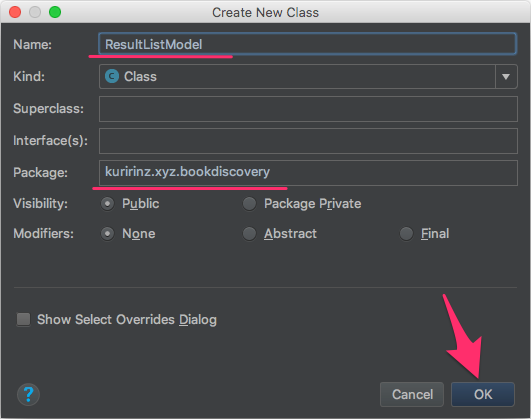 Create New Class
Name: ResultListModel
Kind: C Class
Superclass:
Interface(s):
Package: kuririnz.xyz.bookdiscovery
Visibility: Public Package Private
Modifiers: None Abstract Final
Show Select Overrides Dialog
? Cancel OK